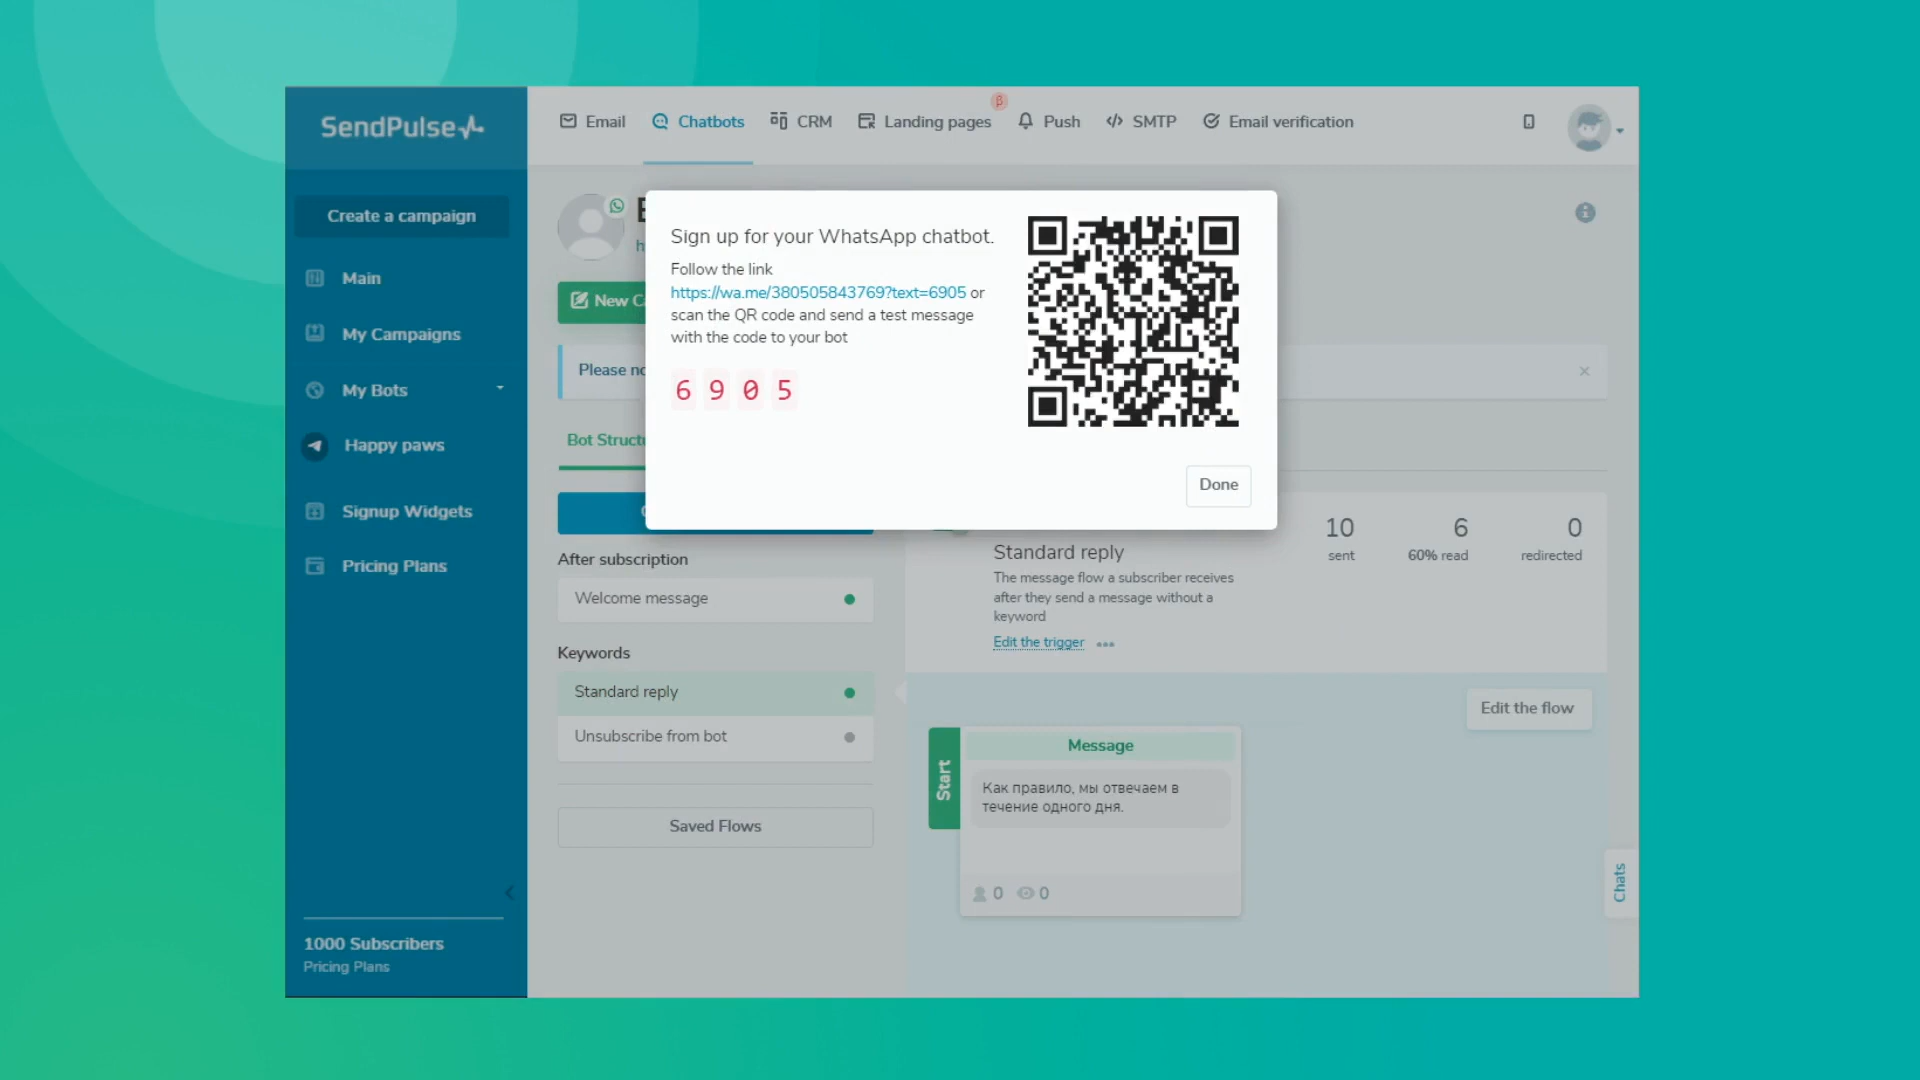 SendPulse
Email
Chatbots
CRM
Landing pages
β
Push
SMTP
Email verification
Create a campaign
Main
My Campaigns
My Bots
Happy paws
Signup Widgets
Pricing Plans
1000 Subscribers
Pricing Plans
New
Please
Bot
Sign up for your WhatsApp chatbot.
Follow the link
https://wa.me/380505843769?text=6905 or
scan the QR code and send a test message
with the code to your bot
6 9 0 5
Done
After subscription
Welcome message
Keywords
Standard reply
Unsubscribe from bot
Saved Flows
Standard reply
The message flow a subscriber receives
after they send a message without a
keyword
Edit the trigger
10
sent
6
60% read
0
redirected
Edit the flow
Start
Message
Как правило, мы отвечаем в
течение одного дня.
0 0
Chats